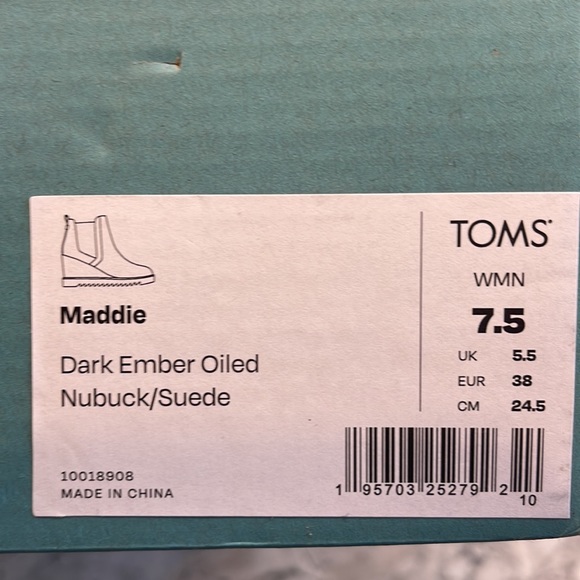 Maddie
Dark Ember Oiled
Nubuck/Suede
10018908
MADE IN CHINA
TOMS
WMN
7.5
UK 5.5
EUR 38
CM 24.5
1 95703 25279 2
10